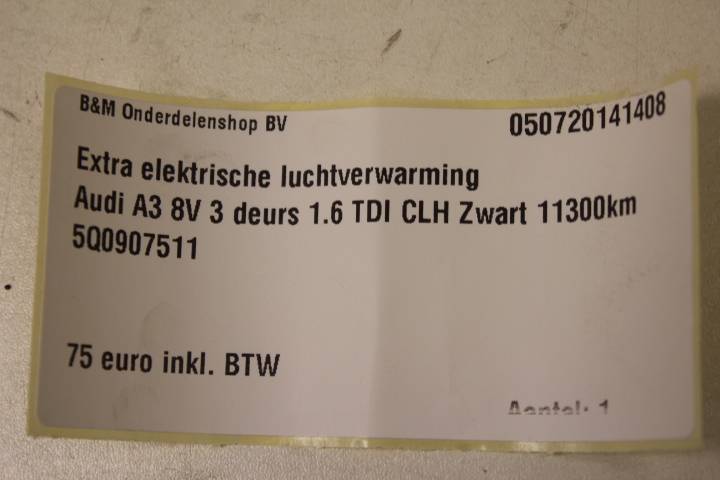 B&M Onderdelenshop BV 050720141408
Extra elektrische luchtverwarming
Audi A3 8V 3 deurs 1.6 TDI CLH Zwart 11300km
5Q0907511
75 euro inkl. BTW
Aantal: 1